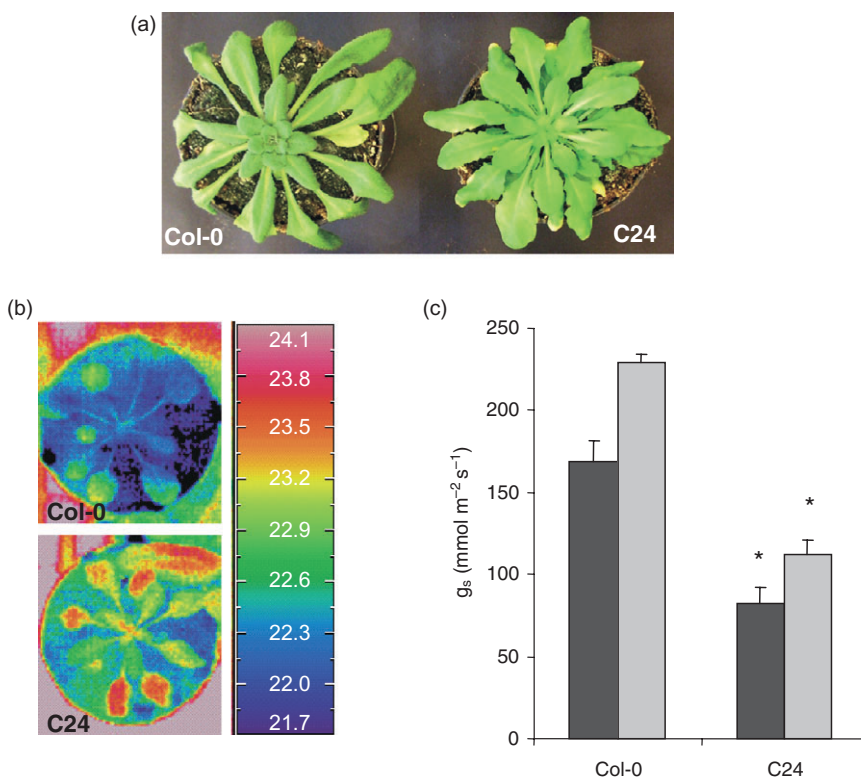 (a)
Col-0
C24
(b)
Col-0
C24
24.1
23.8
23.5
23.2
22.9
22.6
22.3
22.0
21.7
(c)
250
200
150
100
50
0
gs (mmol m⁻² s⁻¹)
*
*
Col-0
C24